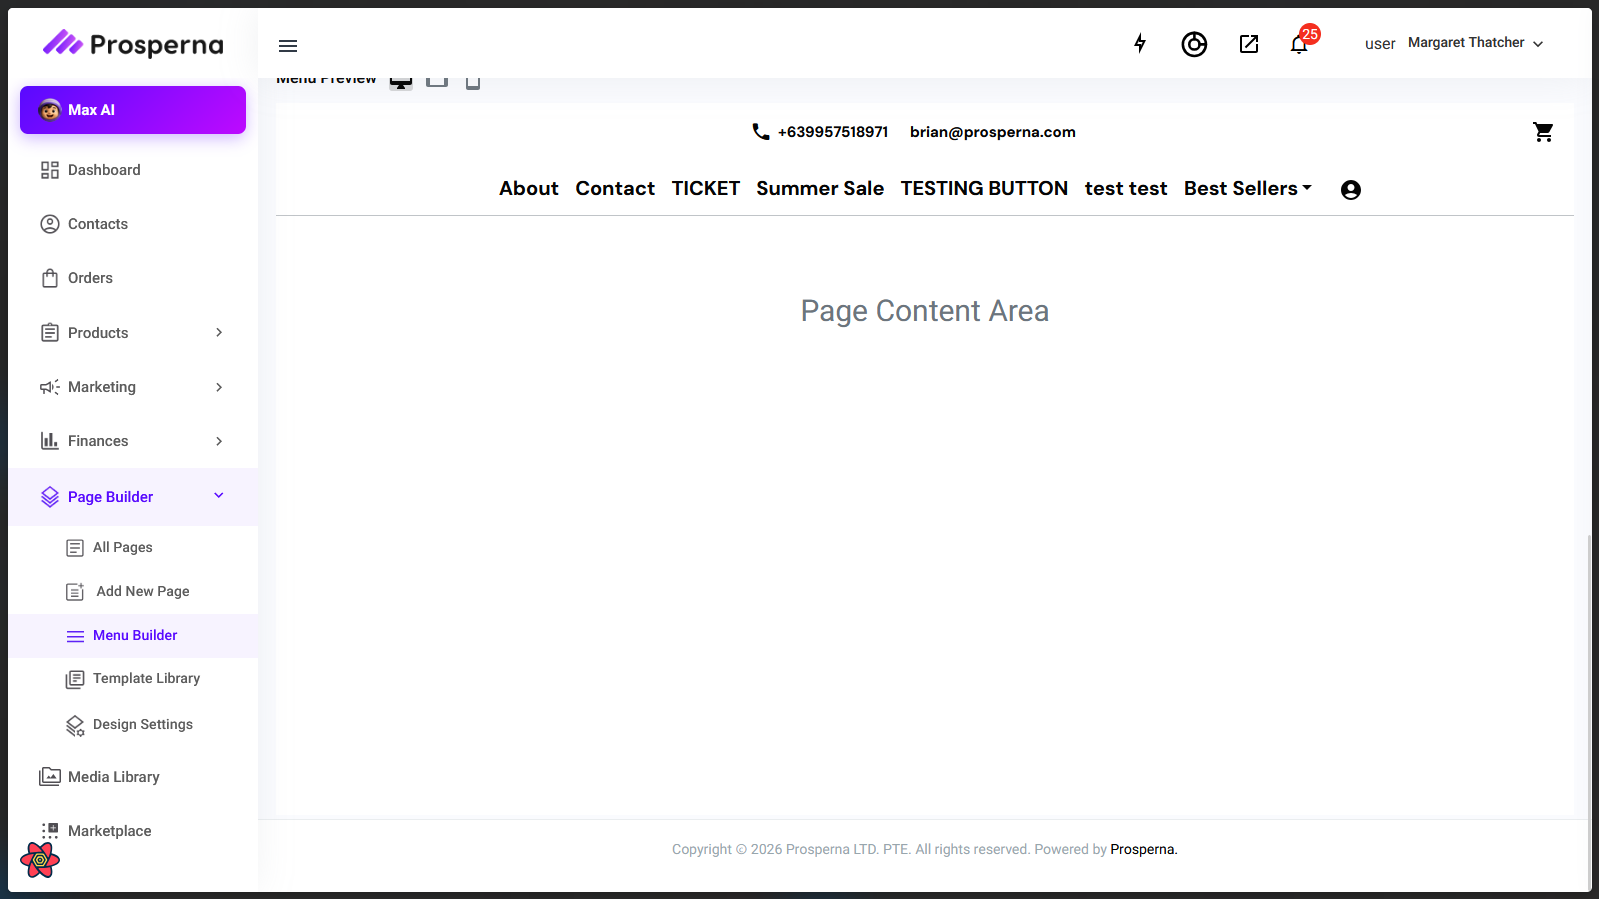 Prosperna
25
user Margaret Thatcher
Max AI
Dashboard
Contacts
Orders
Products
Marketing
Finances
Page Builder
All Pages
Add New Page
Menu Builder
Template Library
Design Settings
Media Library
Marketplace
Menu Preview
+639957518971 brian@prosperna.com
About Contact TICKET Summer Sale TESTING BUTTON test test Best Sellers
Page Content Area
Copyright © 2026 Prosperna LTD. PTE. All rights reserved. Powered by Prosperna.